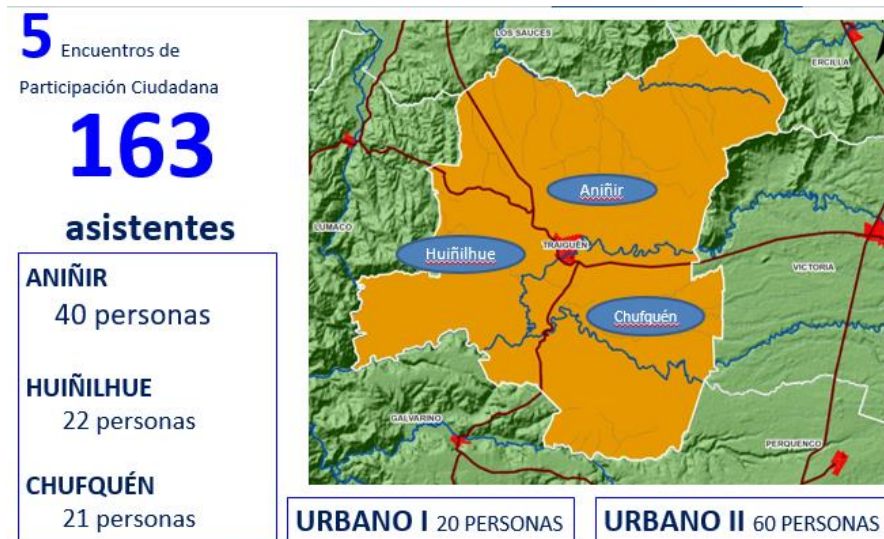 5 Encuentros de
Participación Ciudadana
163
asistentes
ANIÑIR
40 personas
HUIÑILHUE
22 personas
CHUFQUÉN
21 personas
LOS SAUCES
ERCILLA
Aniñir
LUMACO
Huiñilhue
TRAIGUÉN
VICTORIA
Chufquén
GALVARINO
PERQUENCO
URBANO I 20 PERSONAS
URBANO II 60 PERSONAS